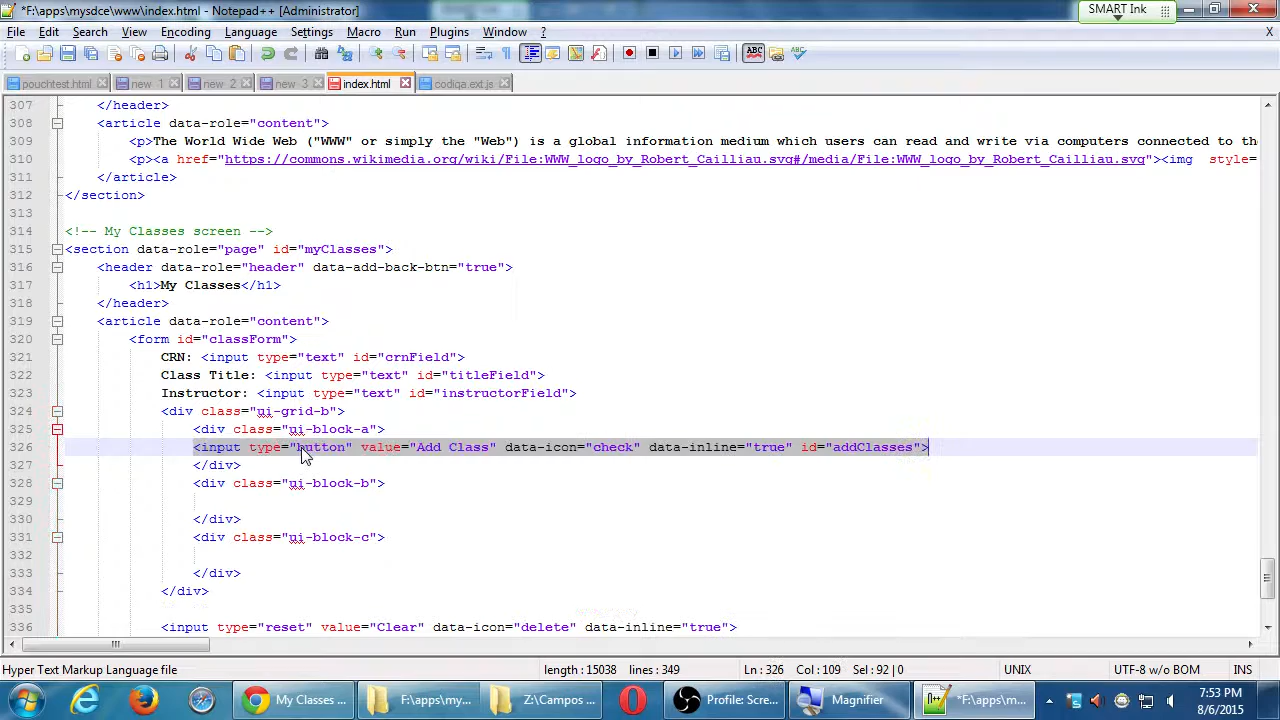 *F:\apps\mysdce\www\index.html - Notepad++ [Administrator]
SMART Ink
File Edit Search View Encoding Language Settings Macro Run Plugins Window ? X
pouchtest.html new 1 new 2 new 3 index.html codiqa.ext.js
307 </header>
308 <article data-role="content">
309 <p>The World Wide Web ("WWW" or simply the "Web") is a global information medium which users can read and write via computers connected to the
310 <p><a href="https://commons.wikimedia.org/wiki/File:WWW_logo_by_Robert_Cailliau.svg#/media/File:WWW_logo_by_Robert_Cailliau.svg"><img style=
311 </article>
312 </section>
313
314 <!-- My Classes screen -->
315 <section data-role="page" id="myClasses">
316 <header data-role="header" data-add-back-btn="true">
317 <h1>My Classes</h1>
318 </header>
319 <article data-role="content">
320 <form id="classForm">
321 CRN: <input type="text" id="crnField">
322 Class Title: <input type="text" id="titleField">
323 Instructor: <input type="text" id="instructorField">
324 <div class="ui-grid-b">
325 <div class="ui-block-a">
326 <input type="button" value="Add Class" data-icon="check" data-inline="true" id="addClasses">
327 </div>
328 <div class="ui-block-b">
329
330 </div>
331 <div class="ui-block-c">
332
333 </div>
334 </div>
335
336 <input type="reset" value="Clear" data-icon="delete" data-inline="true">
Hyper Text Markup Language file length : 15038 lines : 349 Ln : 326 Col : 109 Sel : 92 | 0 UNIX UTF-8 w/o BOM INS
My Classes ... F:\apps\my... Z:\Campos ... Profile: Scre... Magnifier *F:\apps\m... 7:53 PM
8/6/2015